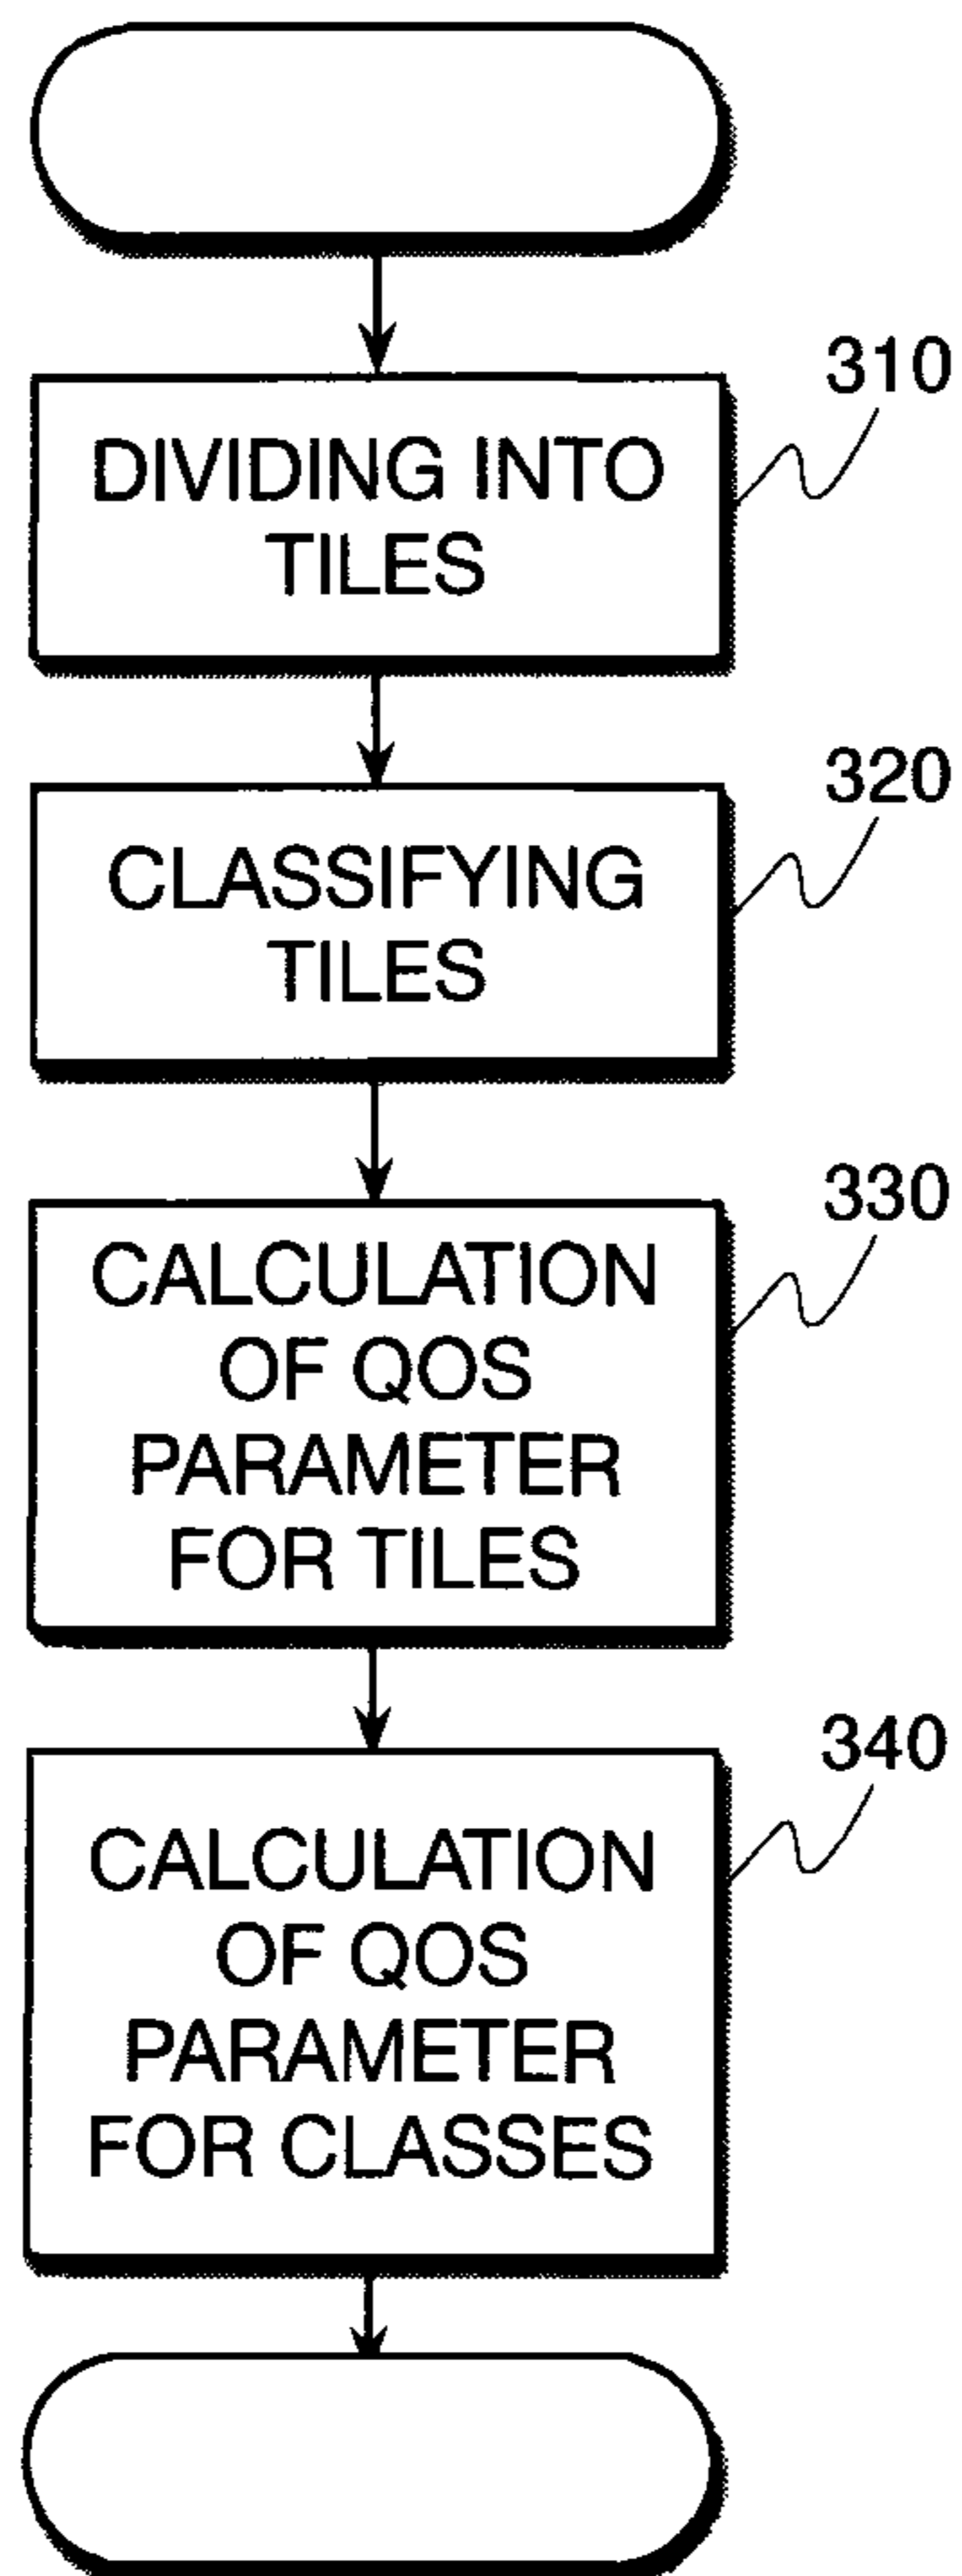 310
DIVIDING INTO
TILES
320
CLASSIFYING
TILES
330
CALCULATION
OF QOS
PARAMETER
FOR TILES
340
CALCULATION
OF QOS
PARAMETER
FOR CLASSES